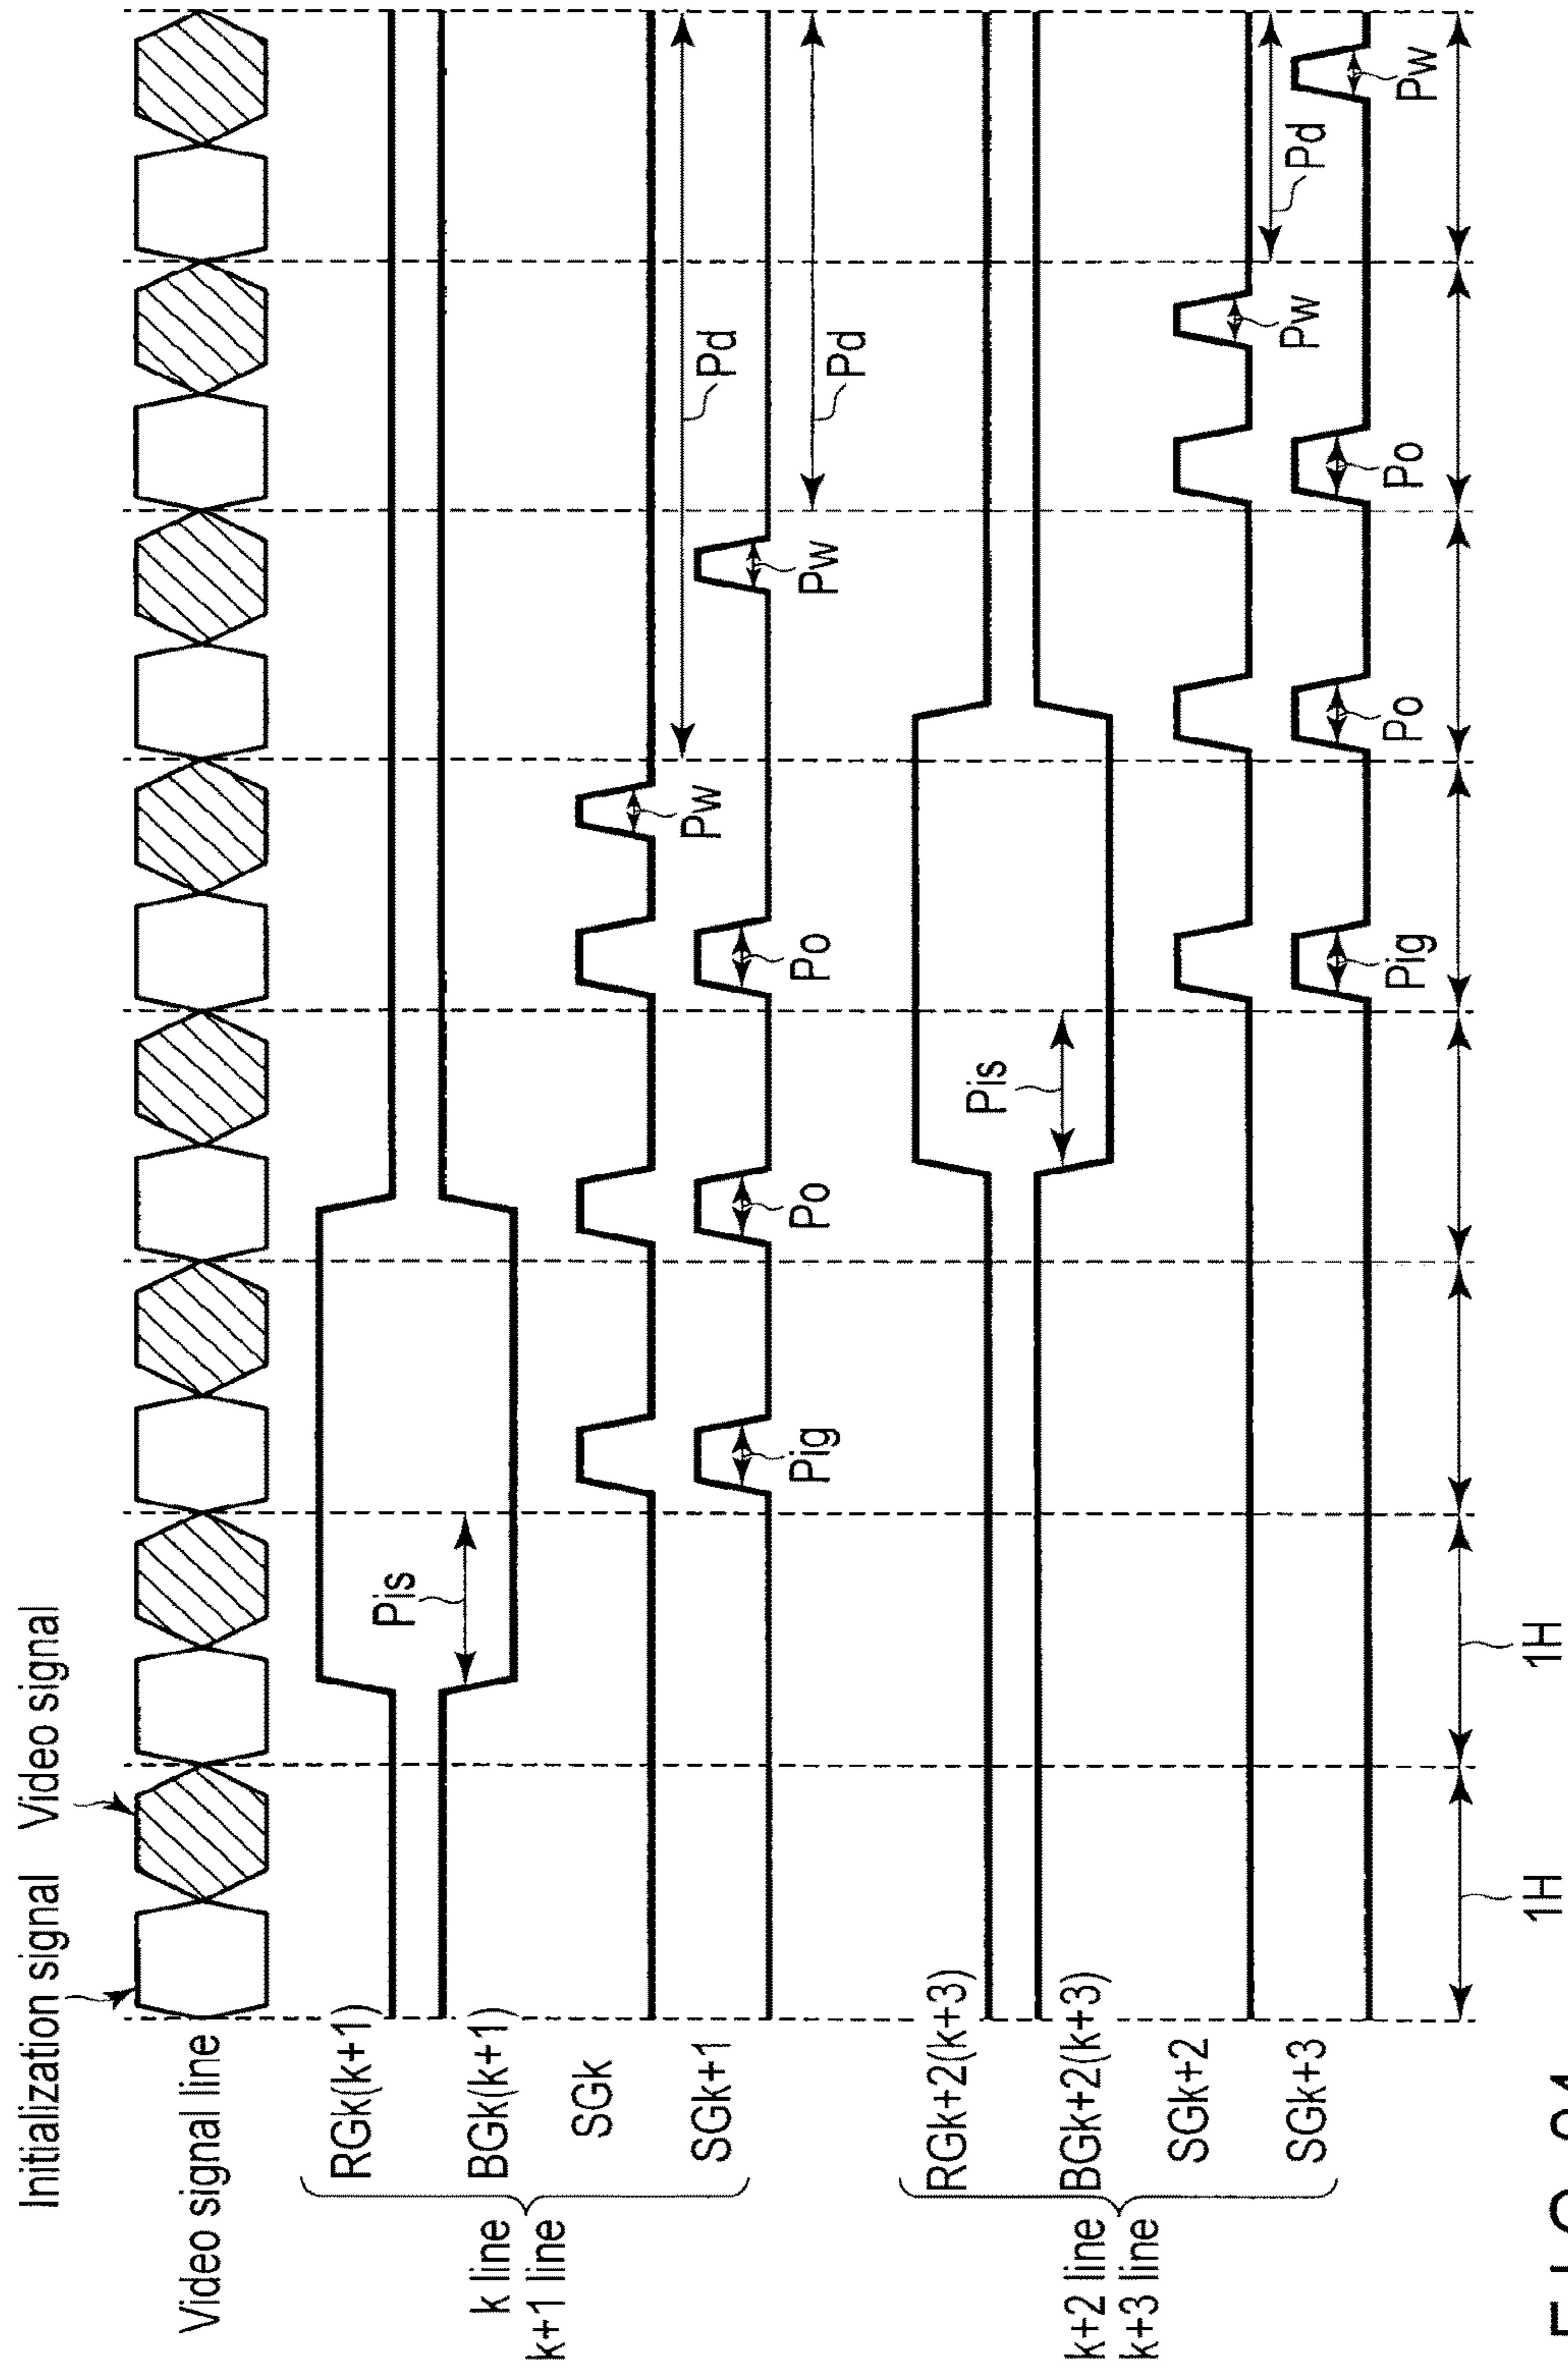 Initialization signal
Video signal
Video signal line
k line
k+1 line
RGk(k+1)
BGk(k+1)
SGk
SGk+1
Pis
Pig
Po
Po
Pw
Pw
Pd
Pd
k+2 line
k+3 line
RGk+2(k+3)
BGk+2(k+3)
SGk+2
SGk+3
Pis
Pig
Po
Po
Pw
Pw
Pd
1H
1H